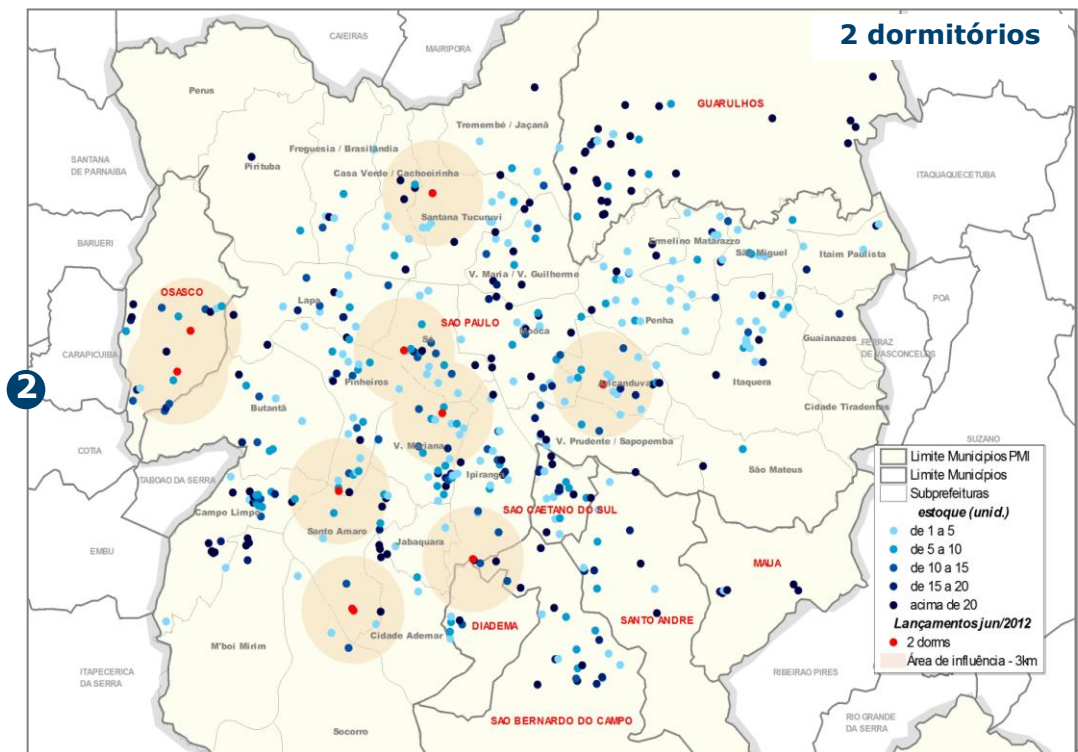 2 dormitórios
CAIEIRAS
MAIRIPORA
Perus
GUARULHOS
Tremembé / Jaçanã
Freguesia / Brasilândia
SANTANA
DE PARNAIBA
Pirituba
Casa Verde / Cachoeirinha
ITAQUAQUECETUBA
Santana Tucuruvi
BARUERI
Ermelino Matarazzo
São Miguel
Itaim Paulista
V. Maria / V. Guilherme
OSASCO
Lapa
POA
SAO PAULO
Penha
Moóca
Sé
Guaianazes
FERRAZ
DE VASCONCELOS
CARAPICUIBA
Pinheiros
Aricanduva
Itaquera
2
Butantã
Cidade Tiradentes
SUZANO
COTIA
V. Mariana
V. Prudente / Sapopemba
São Mateus
TABOAO DA SERRA
Ipiranga
Campo Limpo
SAO CAETANO DO SUL
Santo Amaro
Jabaquara
EMBU
MAUA
DIADEMA
SANTO ANDRE
Cidade Ademar
M'boi Mirim
ITAPECERICA
DA SERRA
RIBEIRAO PIRES
SAO BERNARDO DO CAMPO
RIO GRANDE
DA SERRA
Socorro
Limite Municipios PMI
Limite Municípios
Subprefeituras
estoque (unid.)
de 1 a 5
de 5 a 10
de 10 a 15
de 15 a 20
acima de 20
Lançamentos jun/2012
2 dorms
Área de influência - 3km